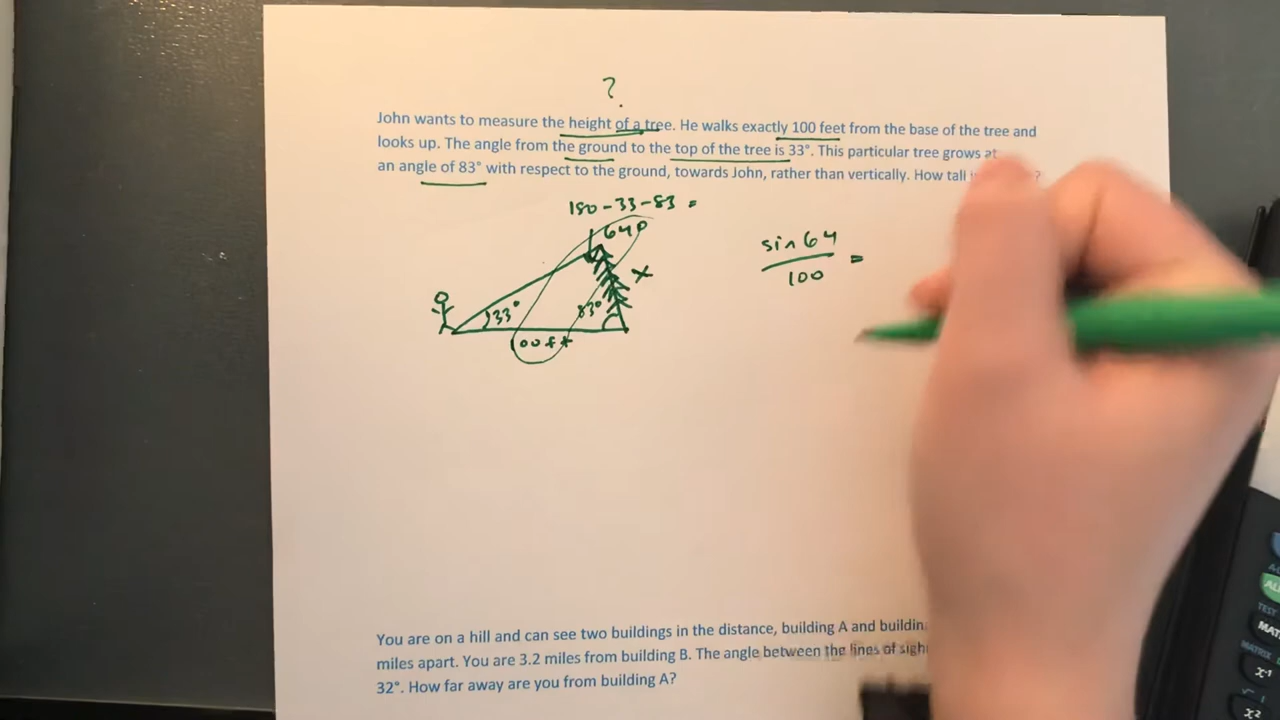 ?
John wants to measure the height of a tree. He walks exactly 100 feet from the base of the tree and
looks up. The angle from the ground to the top of the tree is 33°. This particular tree grows at
an angle of 83° with respect to the ground, towards John, rather than vertically. How tall ?
180-33-83 =
64°
sin 64
100
=
x
33°
83°
100 ft
You are on a hill and can see two buildings in the distance, building A and
miles apart. You are 3.2 miles from building B. The angle between the lines of
32°. How far away are you from building A?
x⁻¹
x²